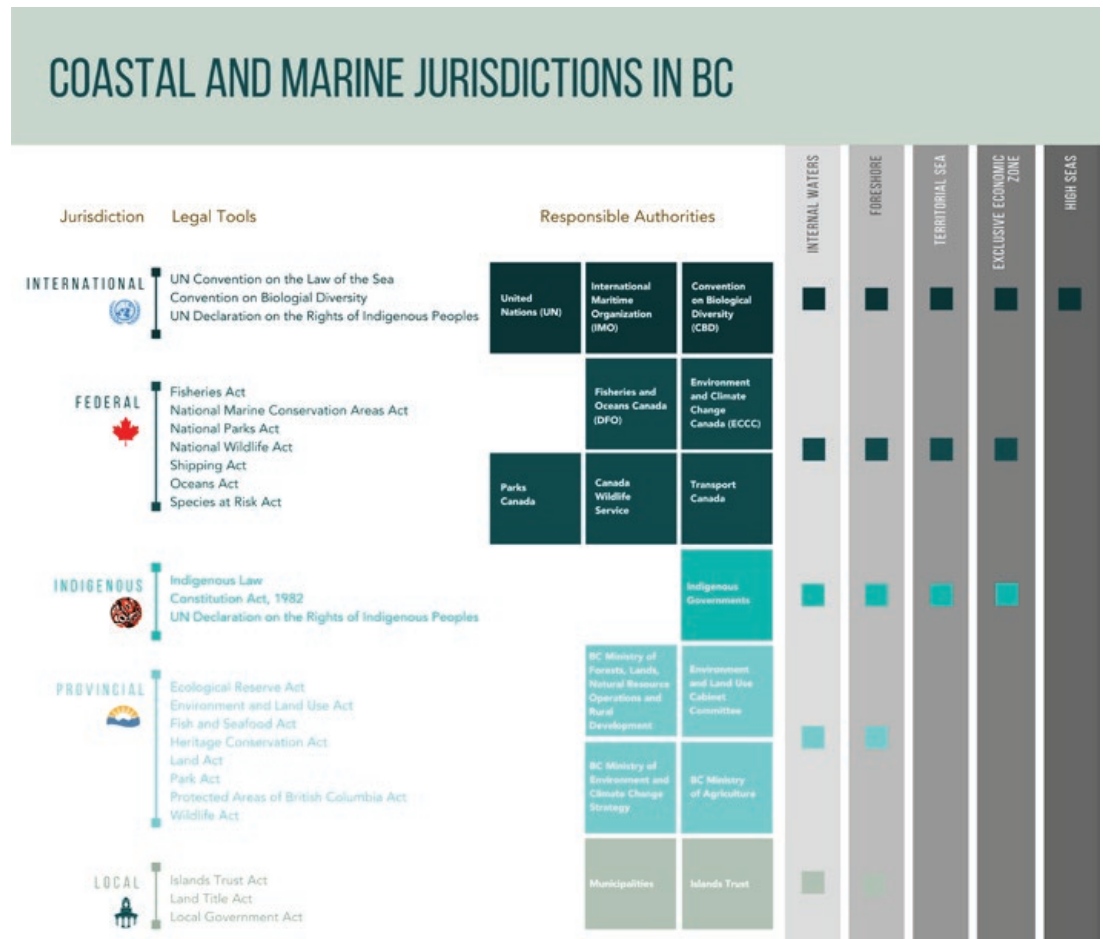 COASTAL AND MARINE JURISDICTIONS IN BC
Jurisdiction
Legal Tools
Responsible Authorities
INTERNAL WATERS
FORESHORE
TERRITORIAL SEA
EXCLUSIVE ECONOMIC
ZONE
HIGH SEAS
INTERNATIONAL
UN Convention on the Law of the Sea
Convention on Biologial Diversity
UN Declaration on the Rights of Indigenous Peoples
United
Nations (UN)
International
Maritime
Organization
(IMO)
Convention
on Biological
Diversity
(CBD)
FEDERAL
Fisheries Act
National Marine Conservation Areas Act
National Parks Act
National Wildlife Act
Shipping Act
Oceans Act
Species at Risk Act
Fisheries and
Oceans Canada
(DFO)
Environment
and Climate
Change
Canada (ECCC)
Parks
Canada
Canada
Wildlife
Service
Transport
Canada
INDIGENOUS
Indigenous Law
Constitution Act, 1982
UN Declaration on the Rights of Indigenous Peoples
Indigenous
Governments
PROVINCIAL
Ecological Reserve Act
Environment and Land Use Act
Fish and Seafood Act
Heritage Conservation Act
Land Act
Park Act
Protected Areas of British Columbia Act
Wildlife Act
BC Ministry of
Forests, Lands,
Natural Resource
Operations and
Rural
Development
Environment
and Land Use
Cabinet
Committee
BC Ministry of
Environment and
Climate Change
Strategy
BC Ministry
of Agriculture
LOCAL
Islands Trust Act
Land Title Act
Local Government Act
Municipalities
Islands Trust